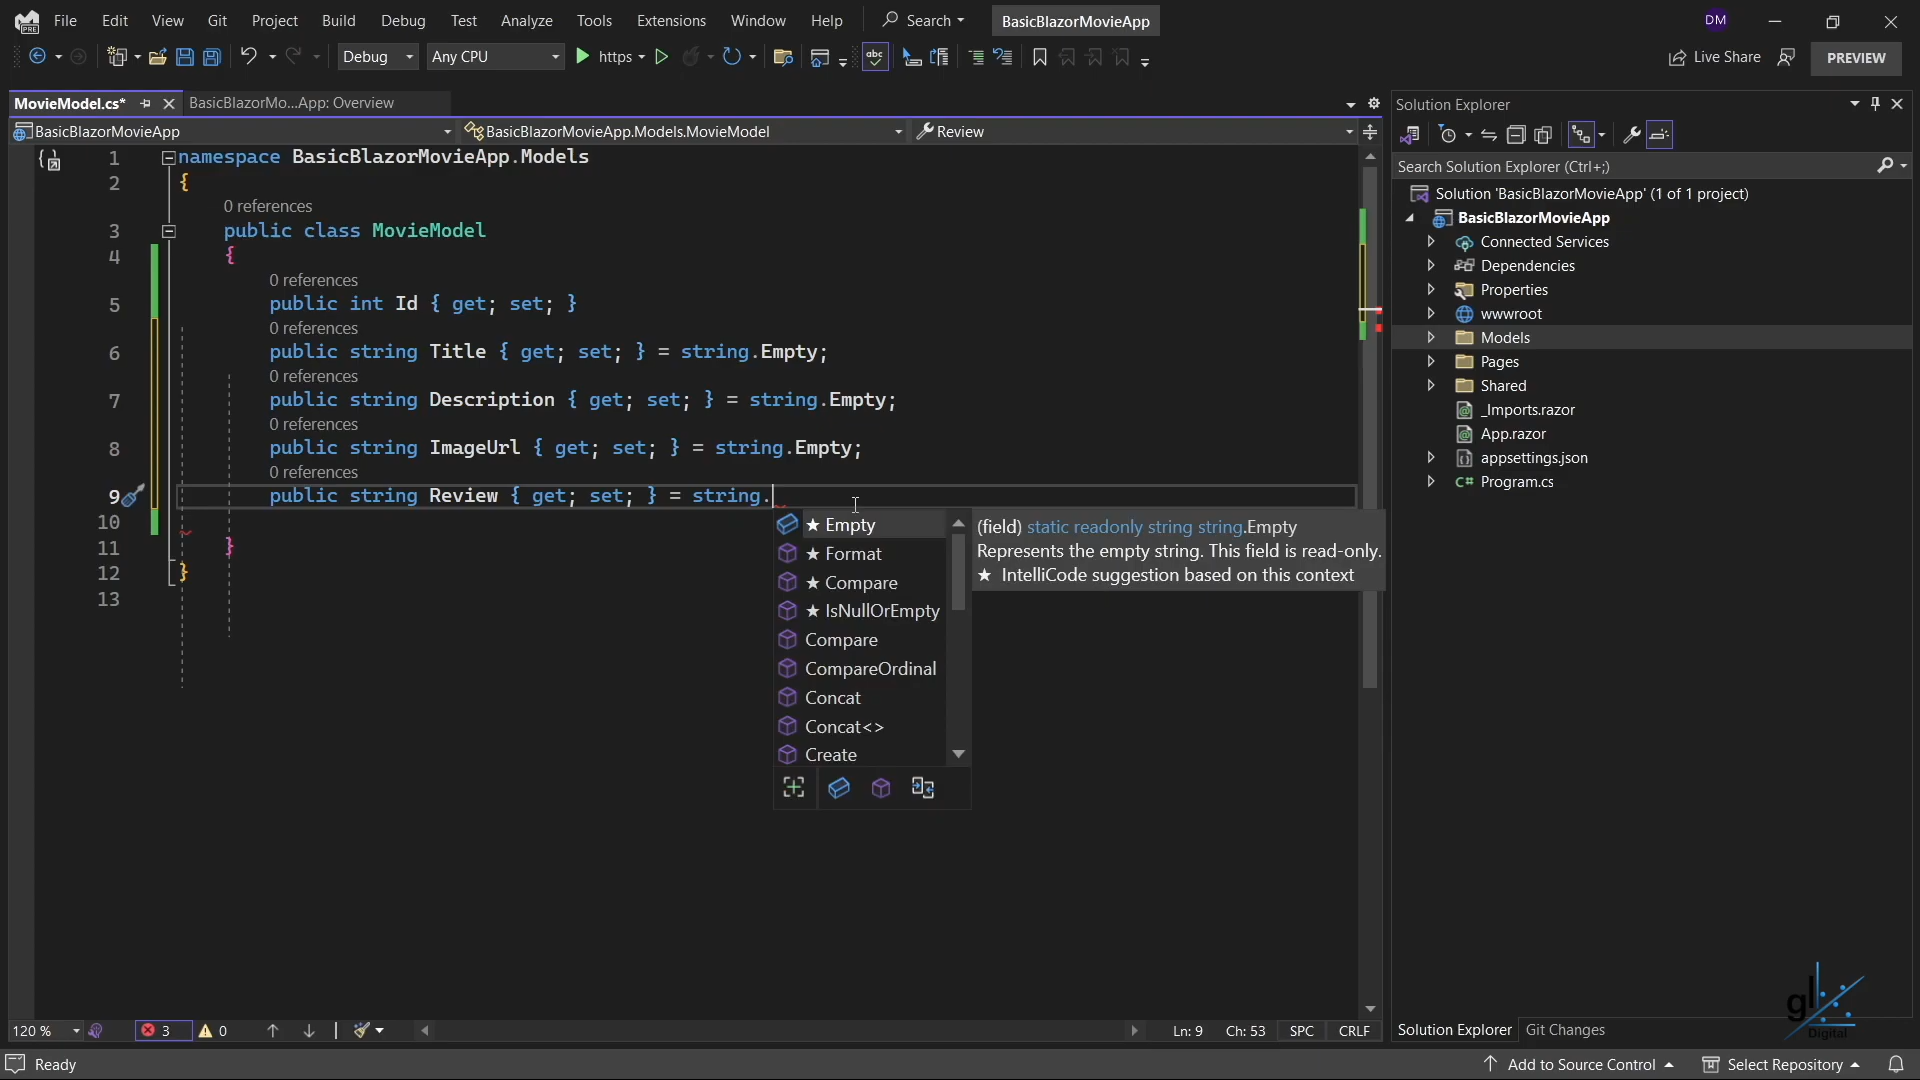 File Edit View Git Project Build Debug Test Analyze Tools Extensions Window Help Search BasicBlazorMovieApp DM
Debug Any CPU https Live Share PREVIEW
MovieModel.cs* BasicBlazorMo...App: Overview
BasicBlazorMovieApp BasicBlazorMovieApp.Models.MovieModel Review
1 namespace BasicBlazorMovieApp.Models
2 {
0 references
3 public class MovieModel
4 {
0 references
5 public int Id { get; set; }
0 references
6 public string Title { get; set; } = string.Empty;
0 references
7 public string Description { get; set; } = string.Empty;
0 references
8 public string ImageUrl { get; set; } = string.Empty;
0 references
9 public string Review { get; set; } = string.
10
11 }
12 }
13
★ Empty
★ Format
★ Compare
★ IsNullOrEmpty
Compare
CompareOrdinal
Concat
Concat<>
Create
(field) static readonly string string.Empty
Represents the empty string. This field is read-only.
★ IntelliCode suggestion based on this context
Solution Explorer
Search Solution Explorer (Ctrl+;)
Solution 'BasicBlazorMovieApp' (1 of 1 project)
BasicBlazorMovieApp
Connected Services
Dependencies
Properties
wwwroot
Models
Pages
Shared
_Imports.razor
App.razor
appsettings.json
C# Program.cs
gl
Digital
120 % 3 0 Ln: 9 Ch: 53 SPC CRLF
Solution Explorer Git Changes
Ready Add to Source Control Select Repository